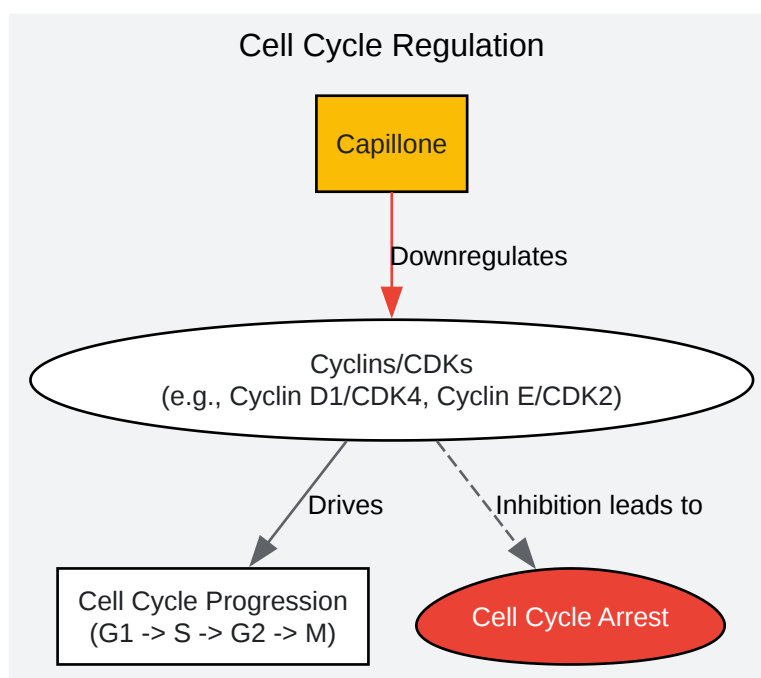 Cell Cycle Regulation
Capillone
Downregulates
Cyclins/CDKs
(e.g., Cyclin D1/CDK4, Cyclin E/CDK2)
Drives
Inhibition leads to
Cell Cycle Progression
(G1 -> S -> G2 -> M)
Cell Cycle Arrest